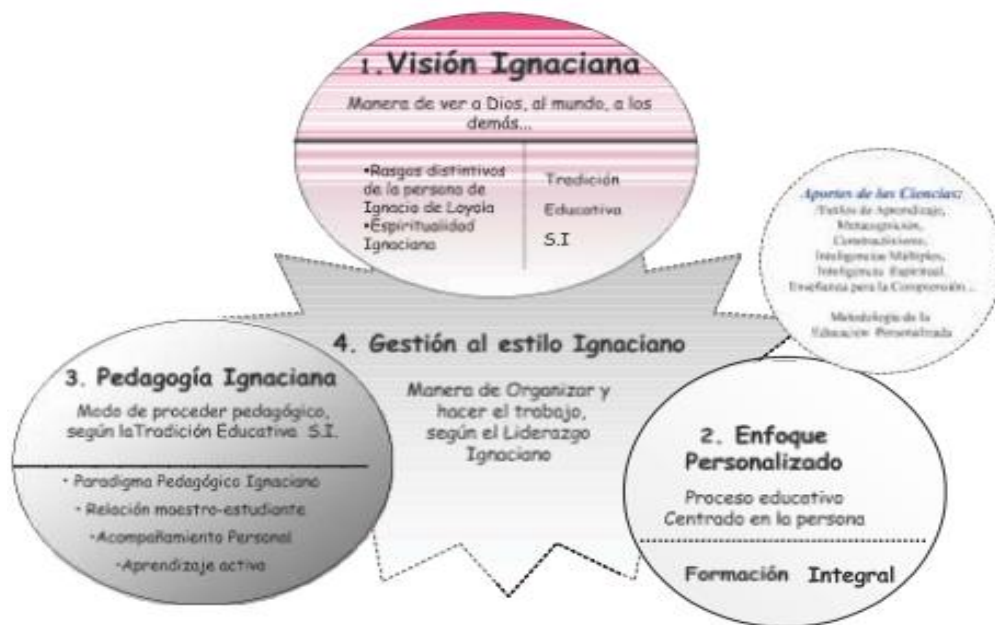 1. Visión Ignaciana
Manera de ver a Dios, al mundo, a los
demás...
•Rasgos distintivos
de la persona de
Ignacio de Loyola
•Espiritualidad
Ignaciana
Tradición
Educativa
S.I
Aportes de las Ciencias:
Estilos de Aprendizaje,
Metacognición,
Constructivismo,
Inteligencias Múltiples,
Inteligencia Espiritual,
Enseñanza para la Comprensión...
Metodología de la
Educación Personalizada
4. Gestión al estilo Ignaciano
Manera de Organizar y
hacer el trabajo,
según el Liderazgo
Ignaciano
3. Pedagogía Ignaciana
Modo de proceder pedagógico,
según laTradición Educativa S.I.
• Paradigma Pedagógico Ignaciano
• Relación maestro-estudiante
•Acompañamiento Personal
•Aprendizaje activo
2. Enfoque
Personalizado
Proceso educativo
Centrado en la persona
Formación Integral